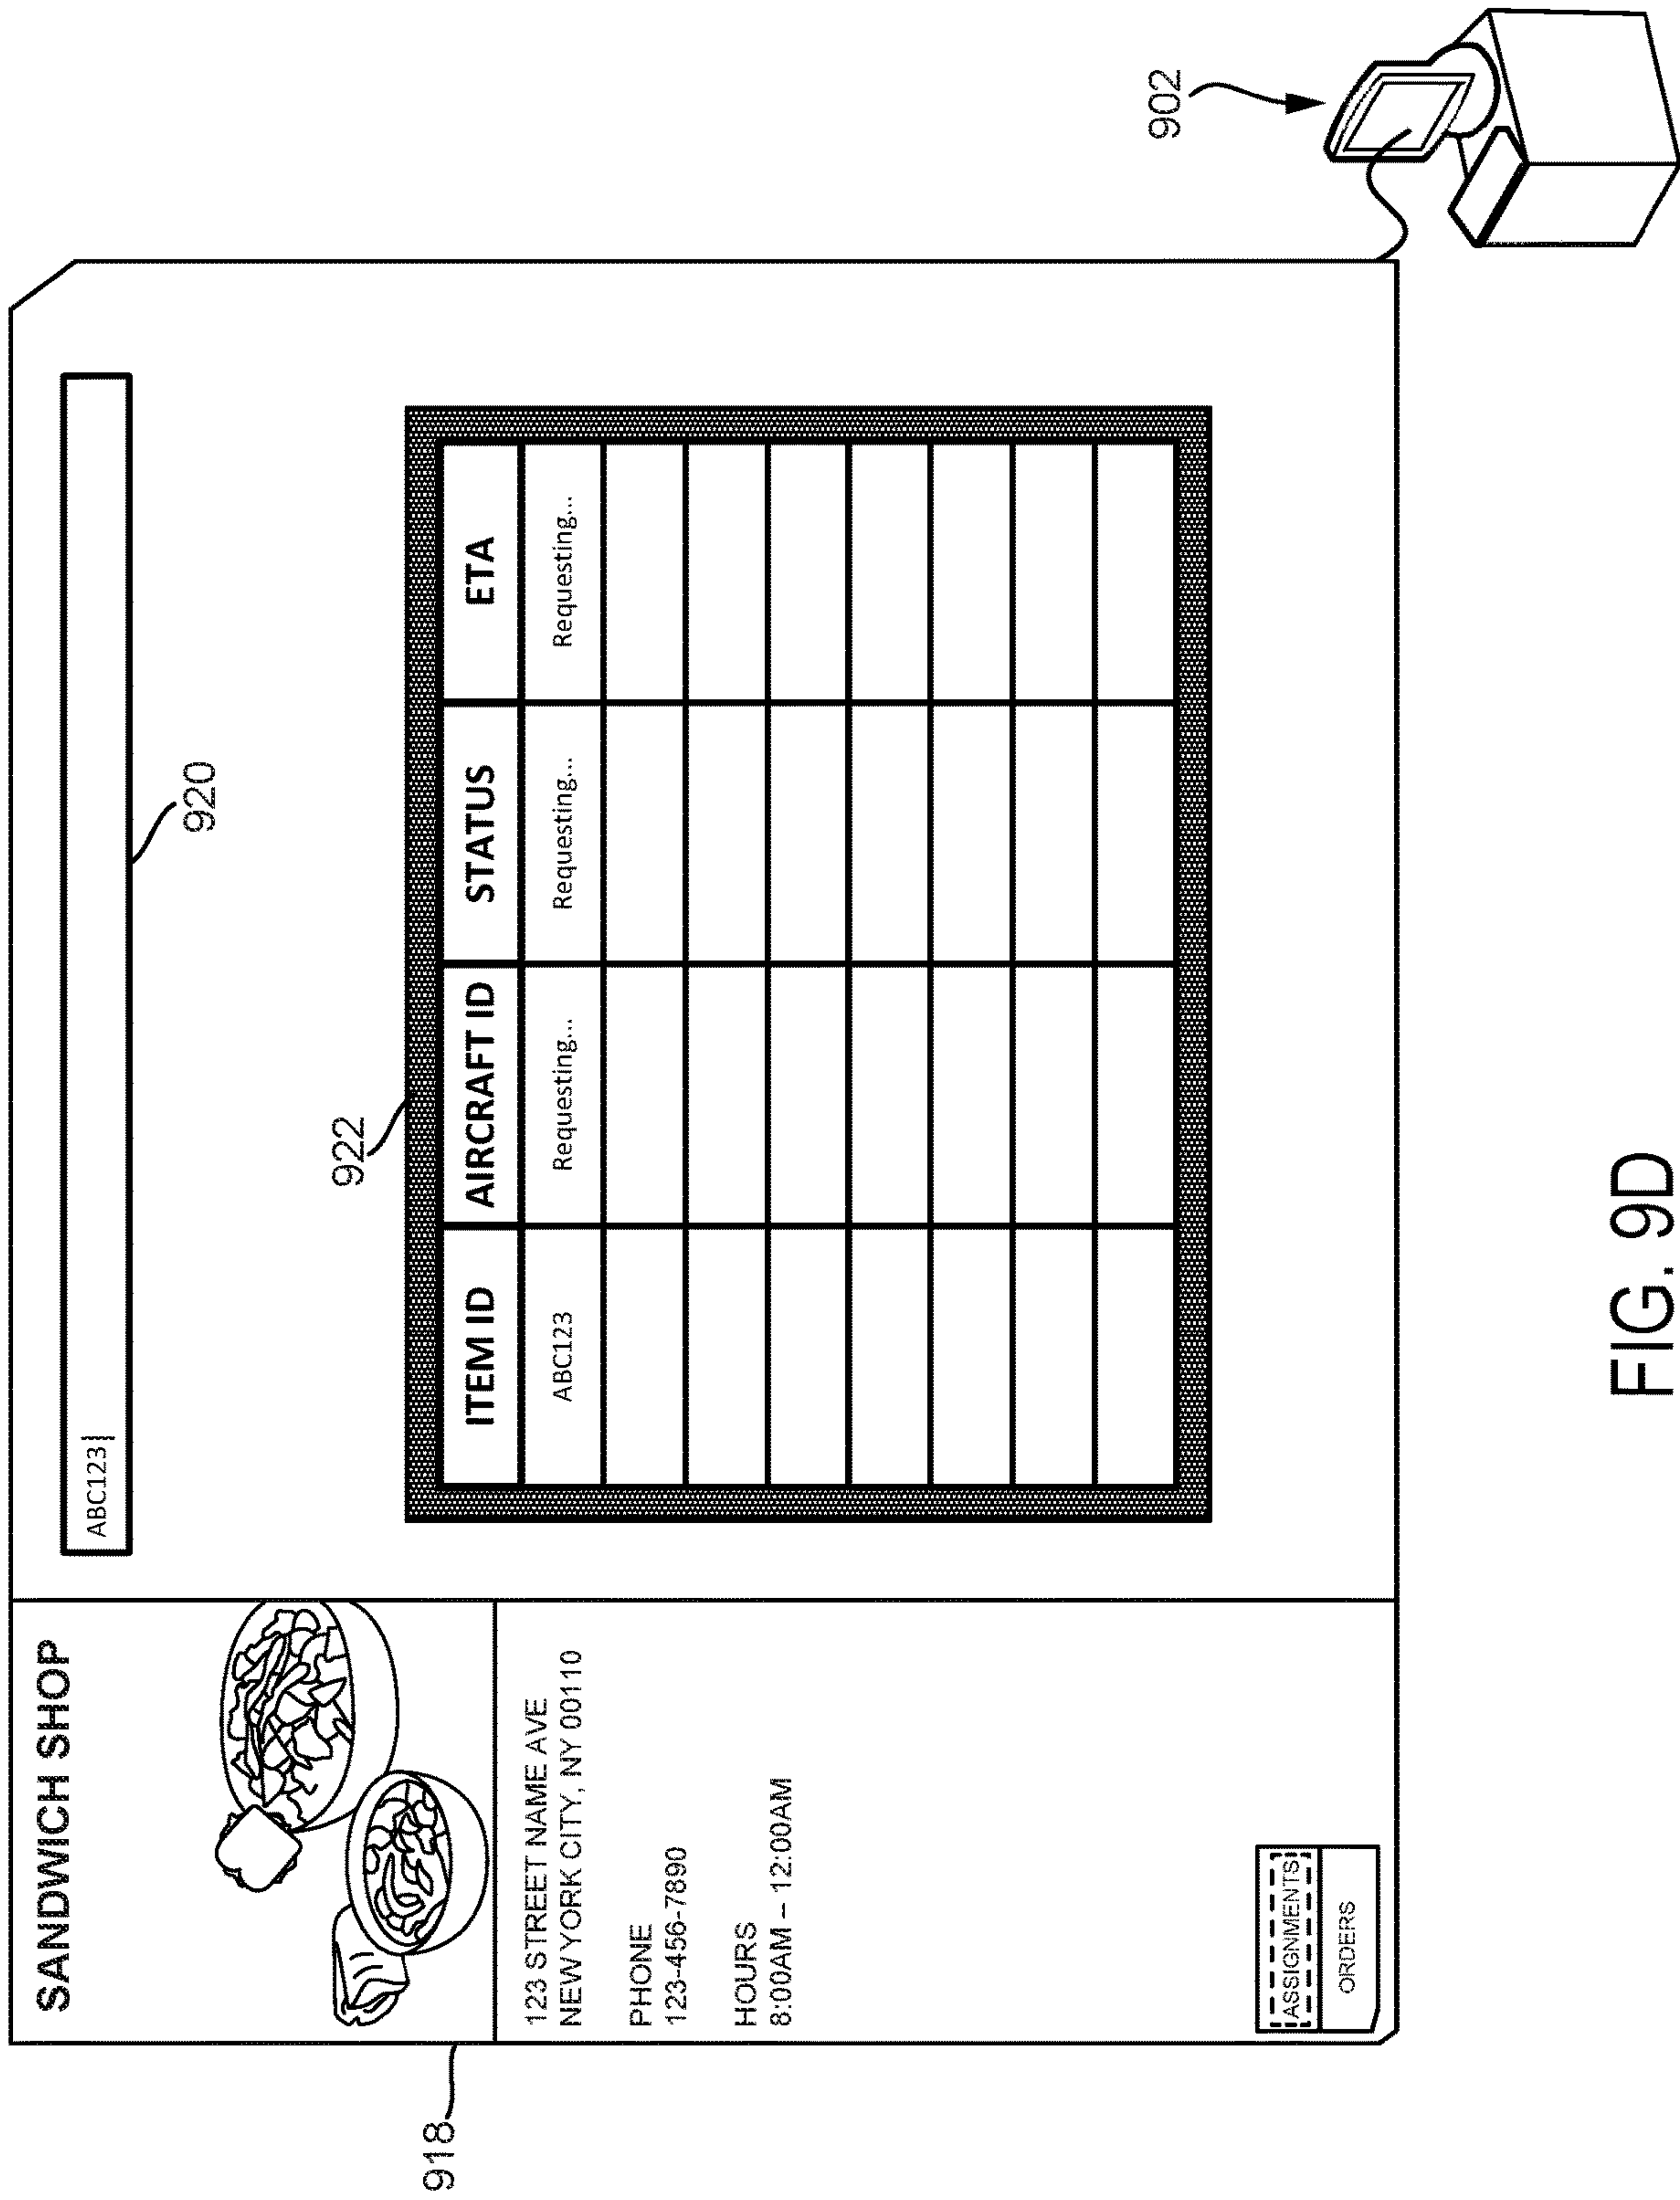 SANDWICH SHOP
ABC123
920
922
918
902
ITEM ID AIRCRAFT ID STATUS ETA
ABC123 Requesting... Requesting... Requesting...
123 STREET NAME AVE
NEW YORK CITY, NY 00110
PHONE
123-456-7890
HOURS
8:00AM – 12:00AM
ASSIGNMENTS
ORDERS
FIG. 9D